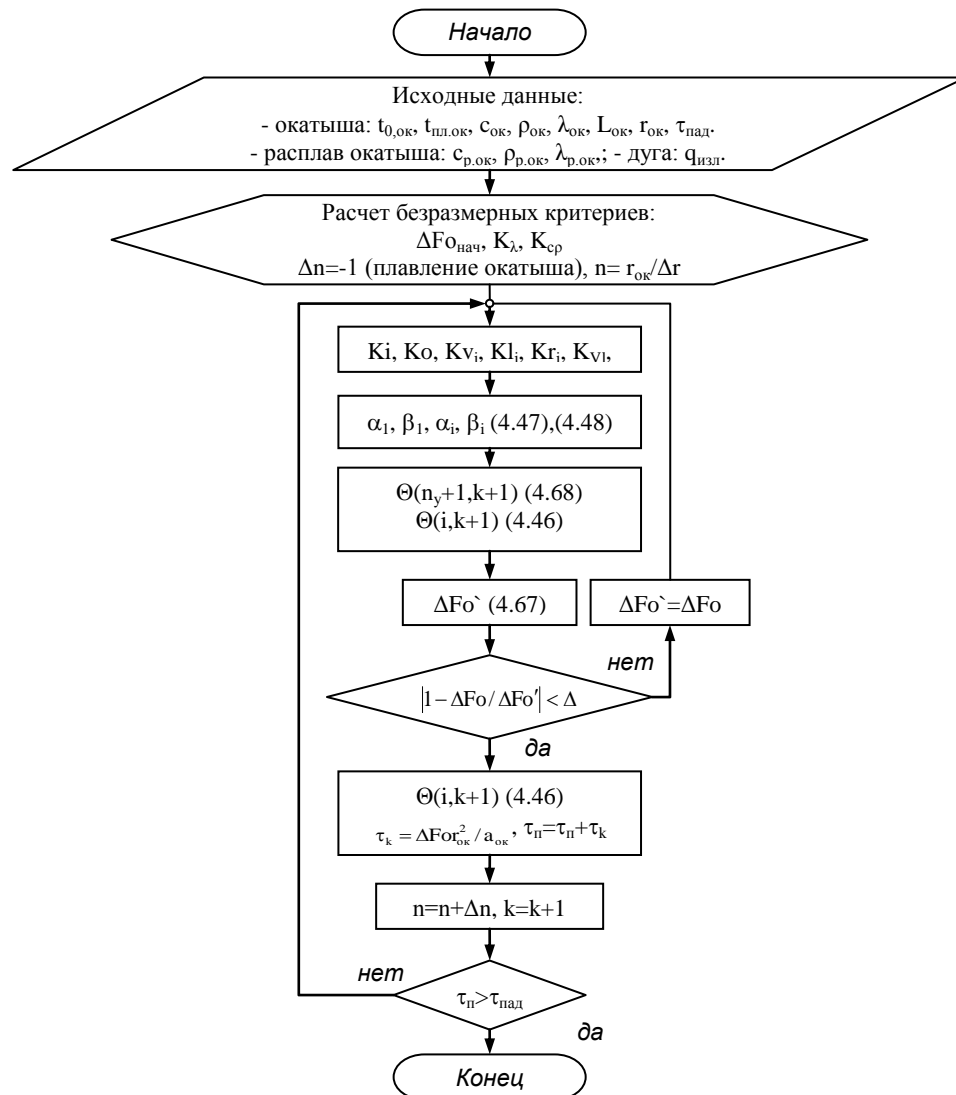 Начало
Исходные данные:
- окатыша: t₀,ок, tпл.ок, cок, ρок, λок, Lок, rок, τпад.
- расплав окатыша: cр.ок, ρр.ок, λр.ок,; - дуга: qизл.
Расчет безразмерных критериев:
ΔFoнач, Kλ, Kcρ
Δn=-1 (плавление окатыша), n= rок/Δr
Ki, Ko, Kvᵢ, Klᵢ, Krᵢ, KVl,
α₁, β₁, αᵢ, βᵢ (4.47),(4.48)
Θ(nу+1,k+1) (4.68)
Θ(i,k+1) (4.46)
ΔFo` (4.67)
ΔFo`=ΔFo
нет
|1−ΔFo/ΔFo′| < Δ
да
Θ(i,k+1) (4.46)
τk = ΔFor²ок/aок, τп=τп+τk
n=n+Δn, k=k+1
нет
τп>τпад
да
Конец